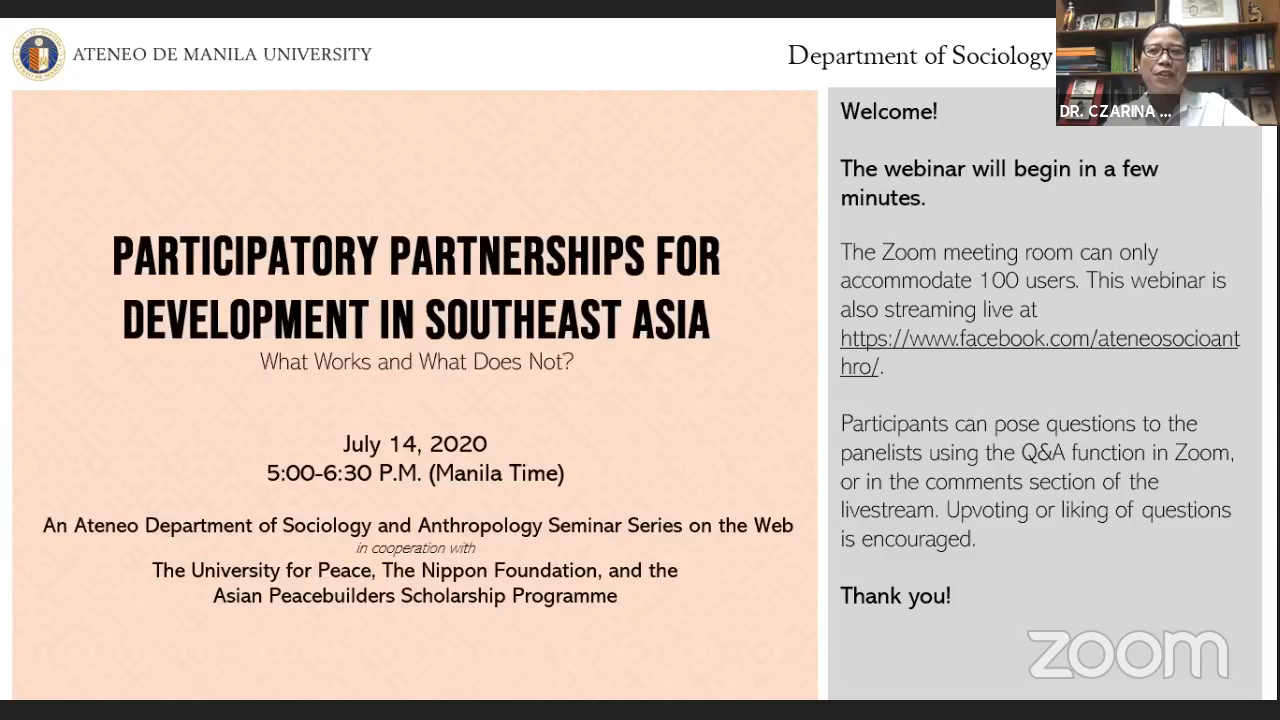 ATENEO DE MANILA UNIVERSITY
Department of Sociology
DR. CZARINA ...
PARTICIPATORY PARTNERSHIPS FOR
DEVELOPMENT IN SOUTHEAST ASIA
What Works and What Does Not?
July 14, 2020
5:00-6:30 P.M. (Manila Time)
An Ateneo Department of Sociology and Anthropology Seminar Series on the Web
in cooperation with
The University for Peace, The Nippon Foundation, and the
Asian Peacebuilders Scholarship Programme
Welcome!
The webinar will begin in a few
minutes.
The Zoom meeting room can only
accommodate 100 users. This webinar is
also streaming live at
https://www.facebook.com/ateneosocioant
hro/.
Participants can pose questions to the
panelists using the Q&A function in Zoom,
or in the comments section of the
livestream. Upvoting or liking of questions
is encouraged.
Thank you!
zoom